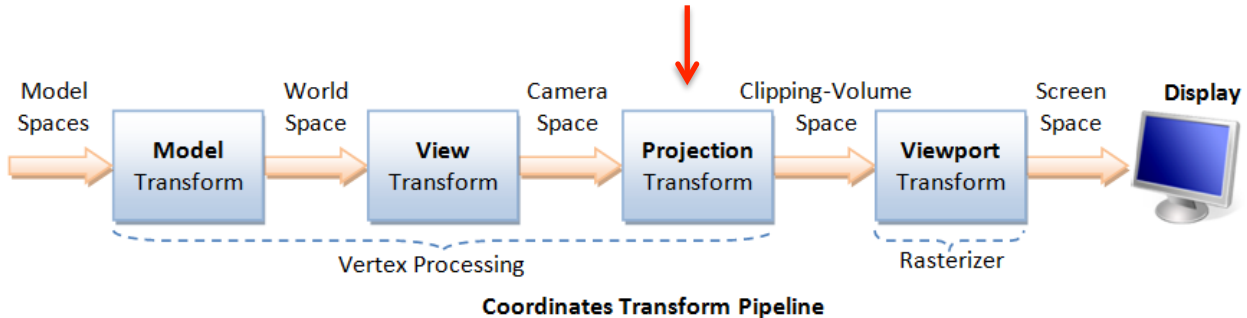 Model
Spaces
Model
Transform
World
Space
View
Transform
Camera
Space
Projection
Transform
Clipping-Volume
Space
Viewport
Transform
Screen
Space
Display
Vertex Processing
Rasterizer
Coordinates Transform Pipeline